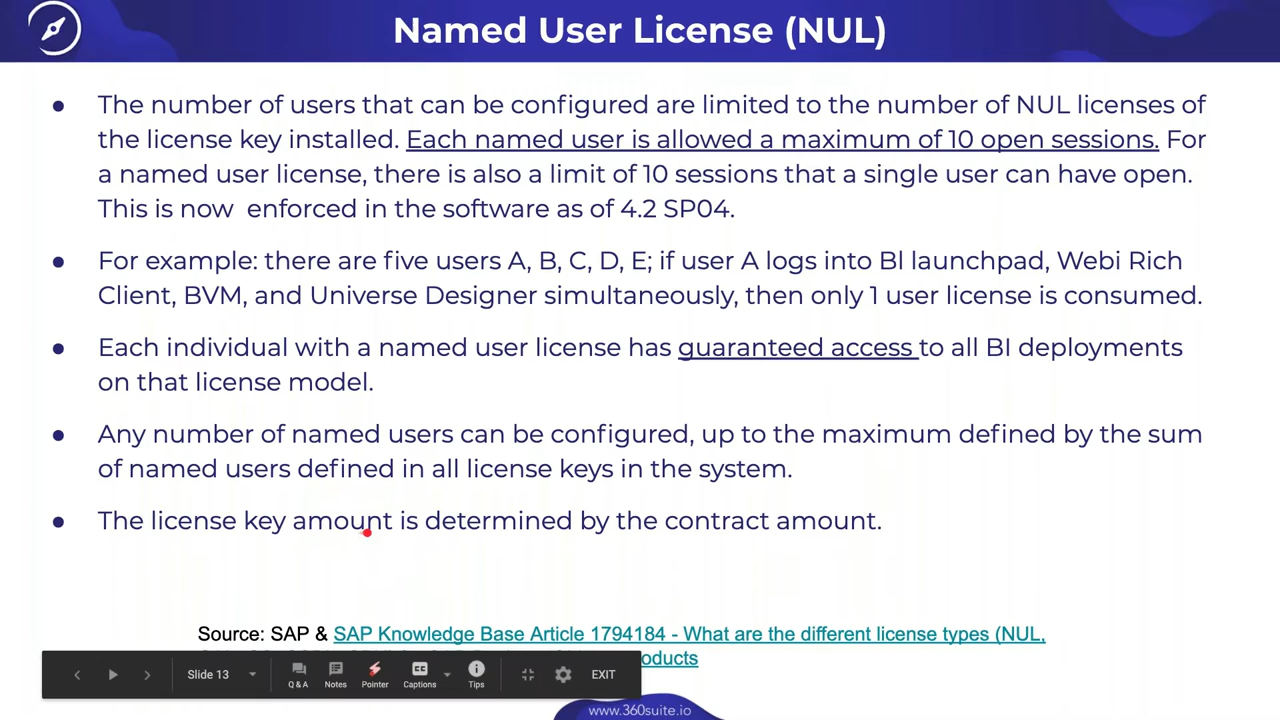 Named User License (NUL)
● The number of users that can be configured are limited to the number of NUL licenses of
the license key installed. Each named user is allowed a maximum of 10 open sessions. For
a named user license, there is also a limit of 10 sessions that a single user can have open.
This is now  enforced in the software as of 4.2 SP04.
● For example: there are five users A, B, C, D, E; if user A logs into Bl launchpad, Webi Rich
Client, BVM, and Universe Designer simultaneously, then only 1 user license is consumed.
● Each individual with a named user license has guaranteed access to all BI deployments
on that license model.
● Any number of named users can be configured, up to the maximum defined by the sum
of named users defined in all license keys in the system.
● The license key amount is determined by the contract amount.
Source: SAP & SAP Knowledge Base Article 1794184 - What are the different license types (NUL,
oducts
Slide 13
Q & A
Notes
Pointer
Captions
Tips
EXIT
www.360suite.io